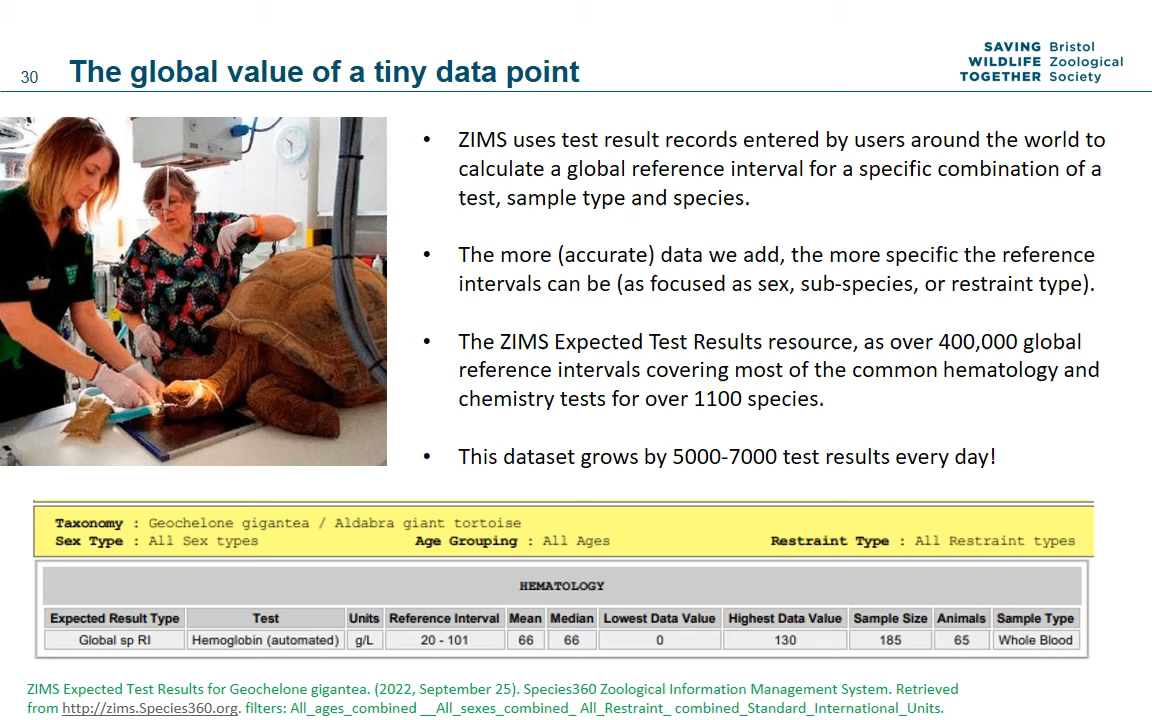 30 The global value of a tiny data point
SAVING Bristol
WILDLIFE Zoological
TOGETHER Society
• ZIMS uses test result records entered by users around the world to
calculate a global reference interval for a specific combination of a
test, sample type and species.
• The more (accurate) data we add, the more specific the reference
intervals can be (as focused as sex, sub-species, or restraint type).
• The ZIMS Expected Test Results resource, as over 400,000 global
reference intervals covering most of the common hematology and
chemistry tests for over 1100 species.
• This dataset grows by 5000-7000 test results every day!
Taxonomy : Geochelone gigantea / Aldabra giant tortoise
Sex Type : All Sex types Age Grouping : All Ages Restraint Type : All Restraint types
HEMATOLOGY
Expected Result Type Test Units Reference Interval Mean Median Lowest Data Value Highest Data Value Sample Size Animals Sample Type
Global sp RI Hemoglobin (automated) g/L 20 - 101 66 66 0 130 185 65 Whole Blood
ZIMS Expected Test Results for Geochelone gigantea. (2022, September 25). Species360 Zoological Information Management System. Retrieved
from http://zims.Species360.org. filters: All_ages_combined __All_sexes_combined_ All_Restraint_ combined_Standard_International_Units.